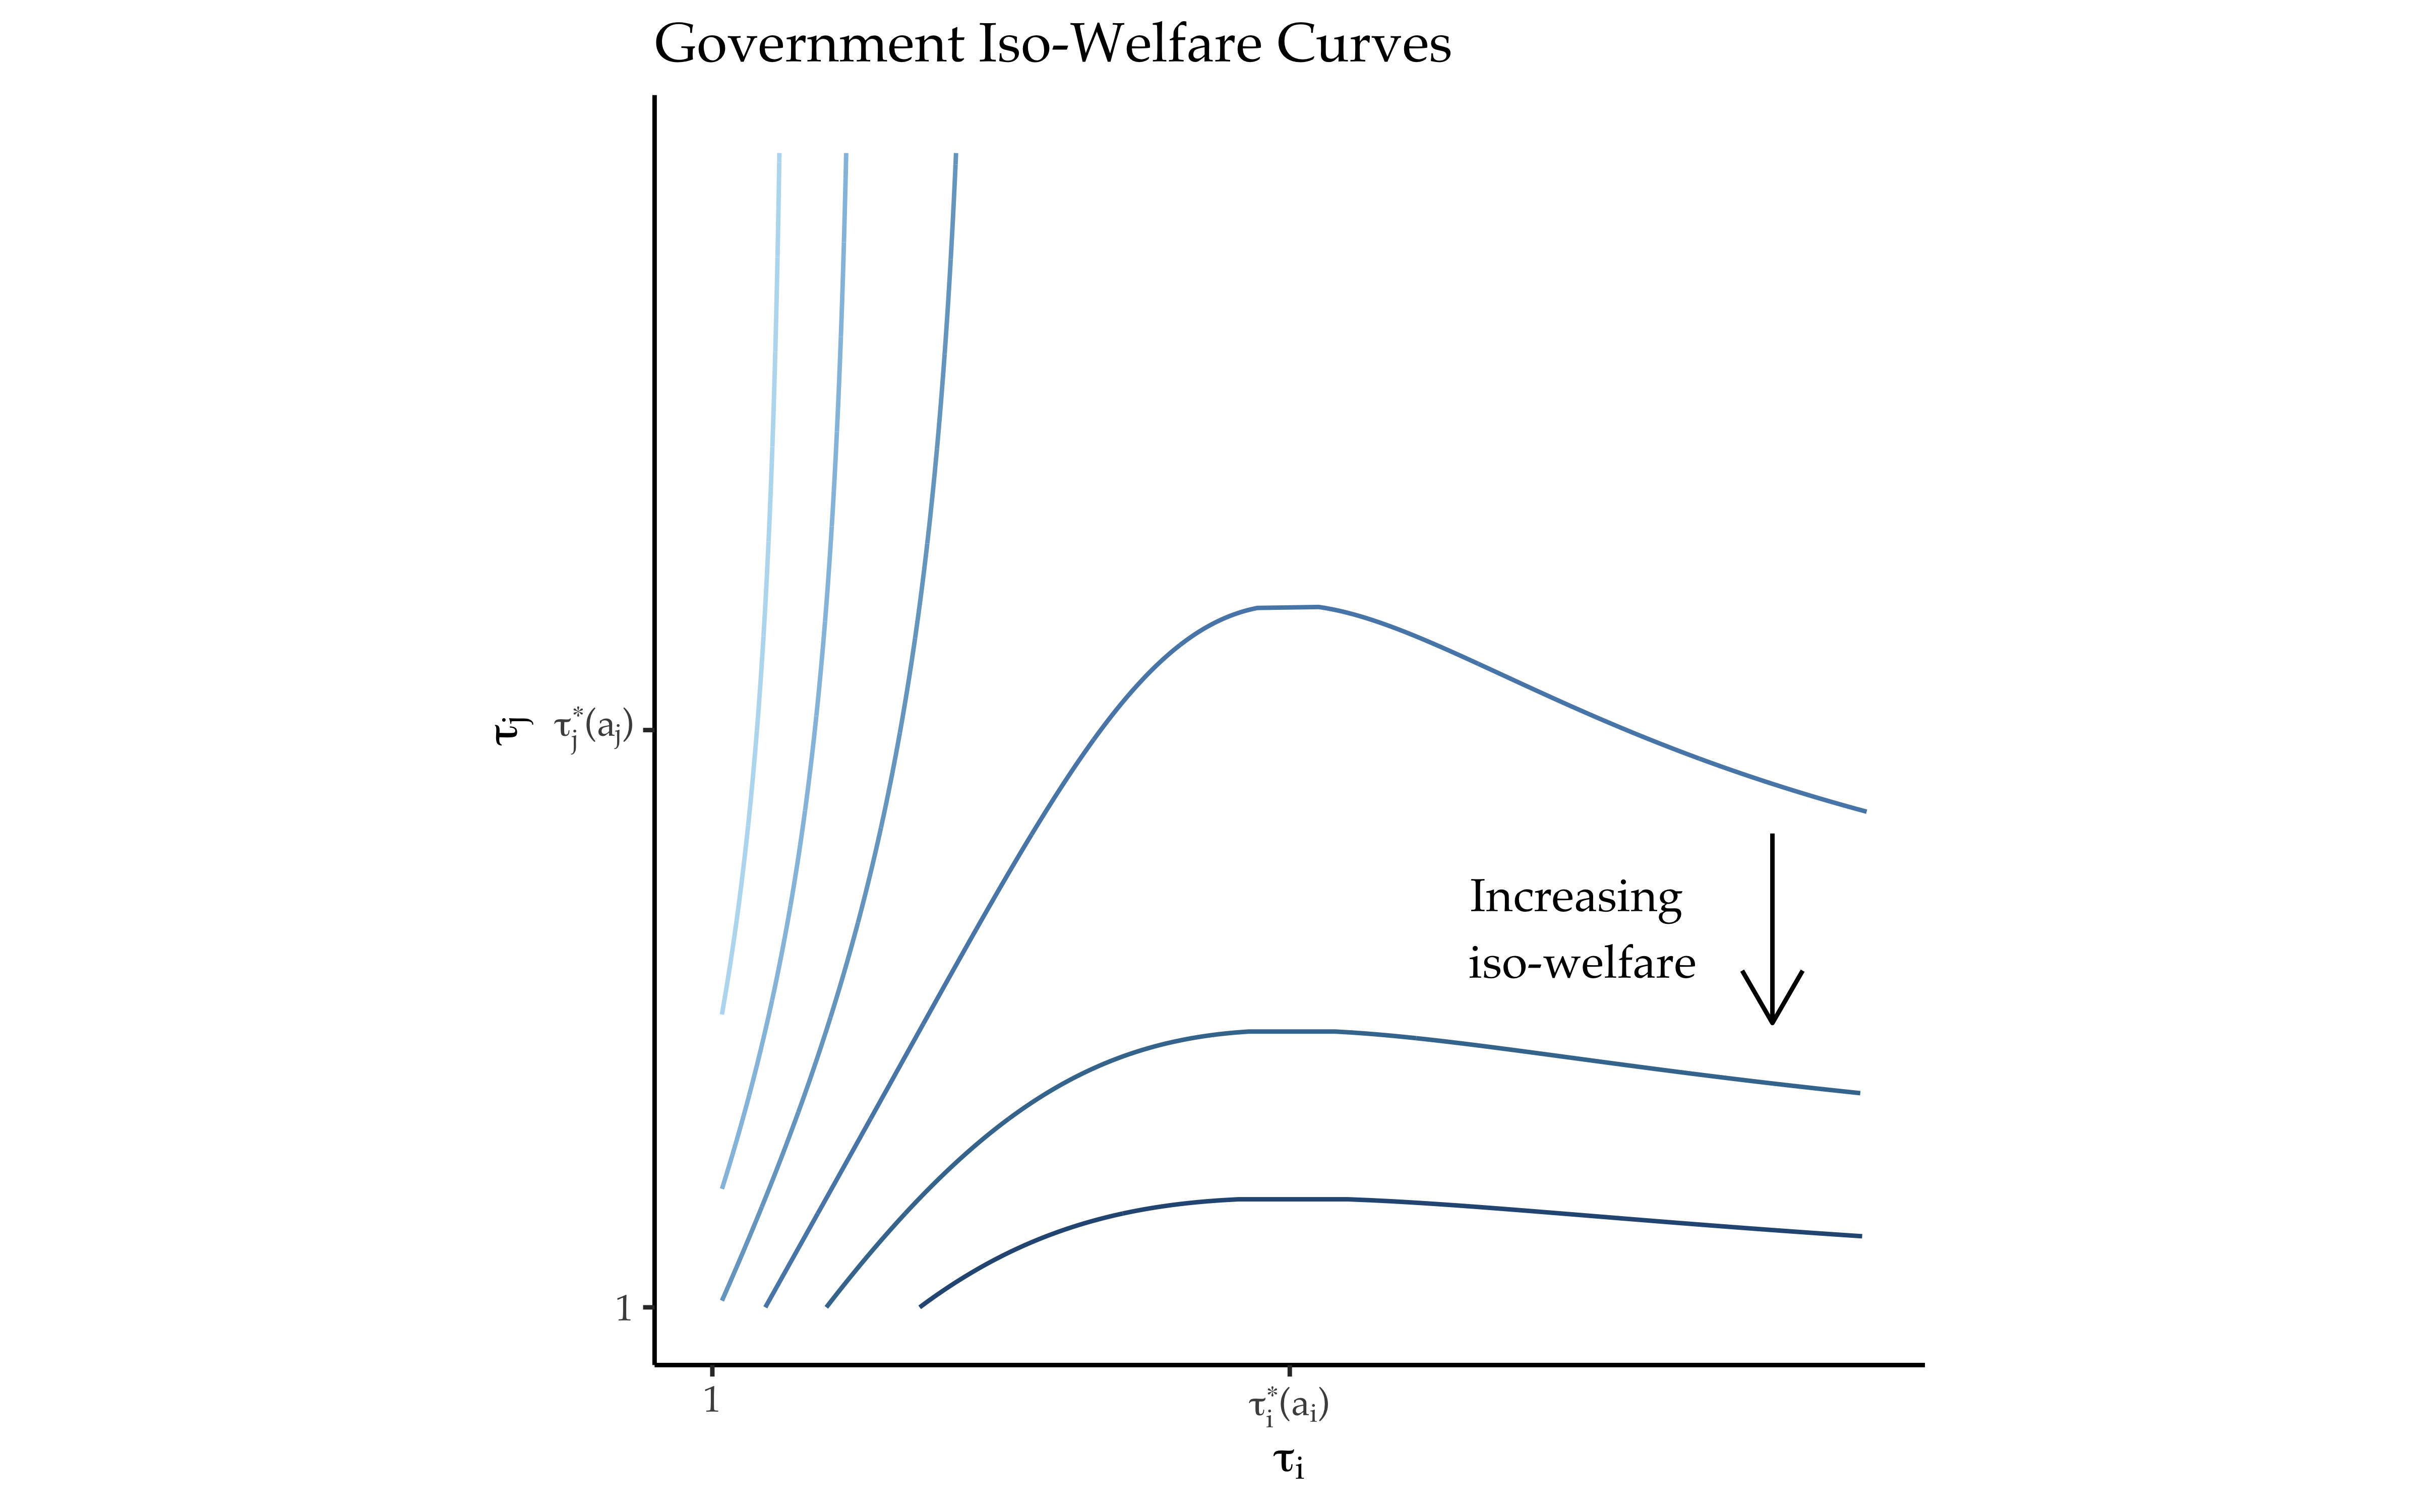 Government Iso-Welfare Curves
τj
τj*(aj)
Increasing
iso-welfare
1
1
τi*(ai)
τi